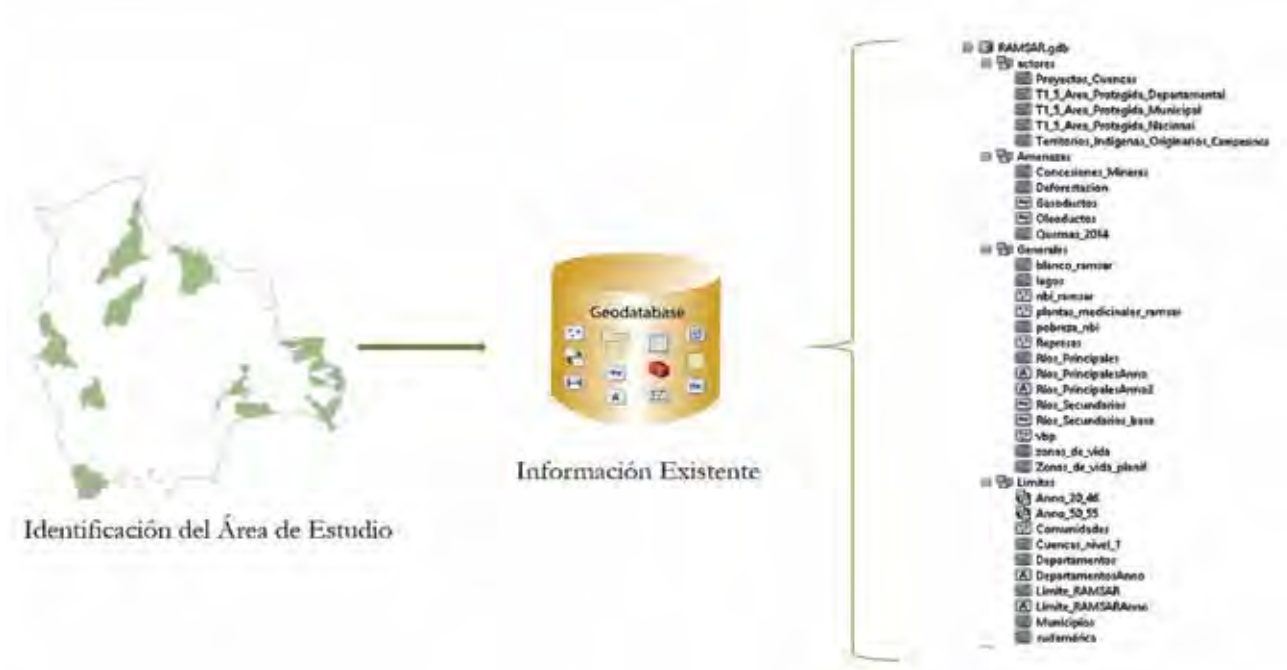 Identificación del Área de Estudio
Geodatabase
A
Información Existente
RAMSAR.gdb
actores
Proyectos_Cuencas
T1_5_Area_Protegida_Departamental
T1_5_Area_Protegida_Municipal
T1_5_Area_Protegida_Nacional
Territorios_Indigenas_Originarios_Campesinos
Amenazas
Concesiones_Mineras
Deforestacion
Gasoductos
Oleoductos
Quemas_2014
Generales
blanco_ramsar
lagos
nbi_ramsar
plantas_medicinales_ramsar
pobreza_nbi
Represas
Rios_Principales
A Rios_PrincipalesAnno
A Rios_PrincipalesAnno2
Rios_Secundarios
Rios_Secundarios_base
vbp
zonas_de_vida
Zonas_de_vida_planif
Limites
Anno_20_46
Anno_50_55
Comunidades
Cuencas_nivel_1
Departamentos
A DepartamentosAnno
Limite_RAMSAR
A Limite_RAMSARAnno
Municipios
sudamérica